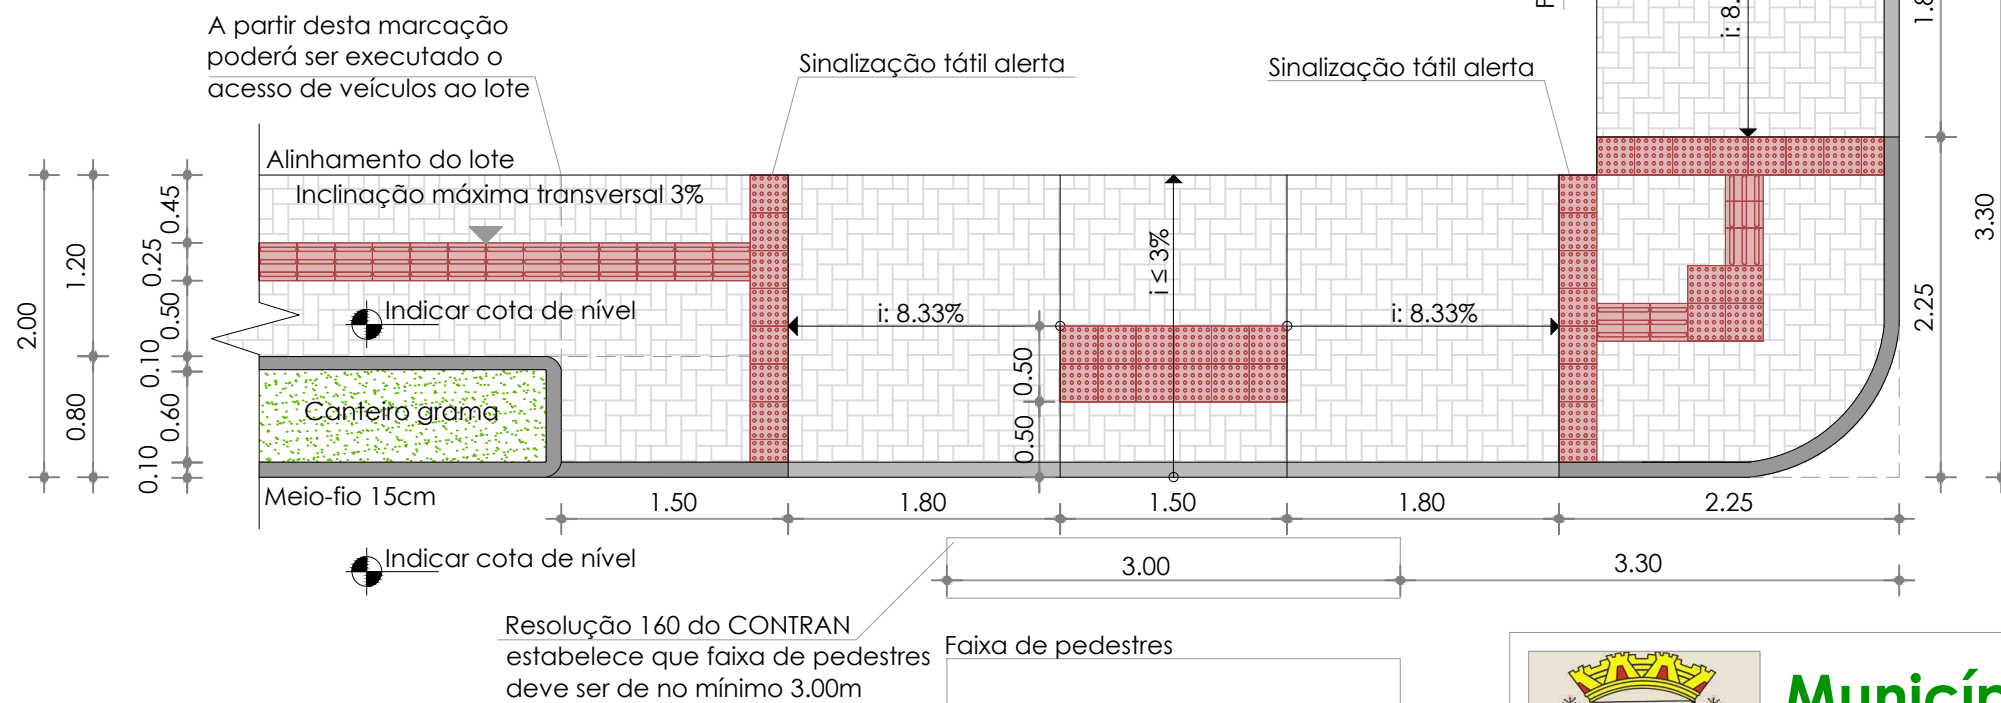 A partir desta marcação
poderá ser executado o
acesso de veículos ao lote
Sinalização tátil alerta
Sinalização tátil alerta
i: 8.
1.8
Alinhamento do lote
Inclinação máxima transversal 3%
0.45
0.25
0.50
0.10
0.60
0.10
1.20
0.80
2.00
Indicar cota de nível
i: 8.33%
i ≤ 3%
i: 8.33%
0.50
0.50
3.30
2.25
Canteiro grama
Meio-fio 15cm
1.50
1.80
1.50
1.80
2.25
Indicar cota de nível
3.00
3.30
Resolução 160 do CONTRAN
estabelece que faixa de pedestres
deve ser de no mínimo 3.00m
Faixa de pedestres
Municíp